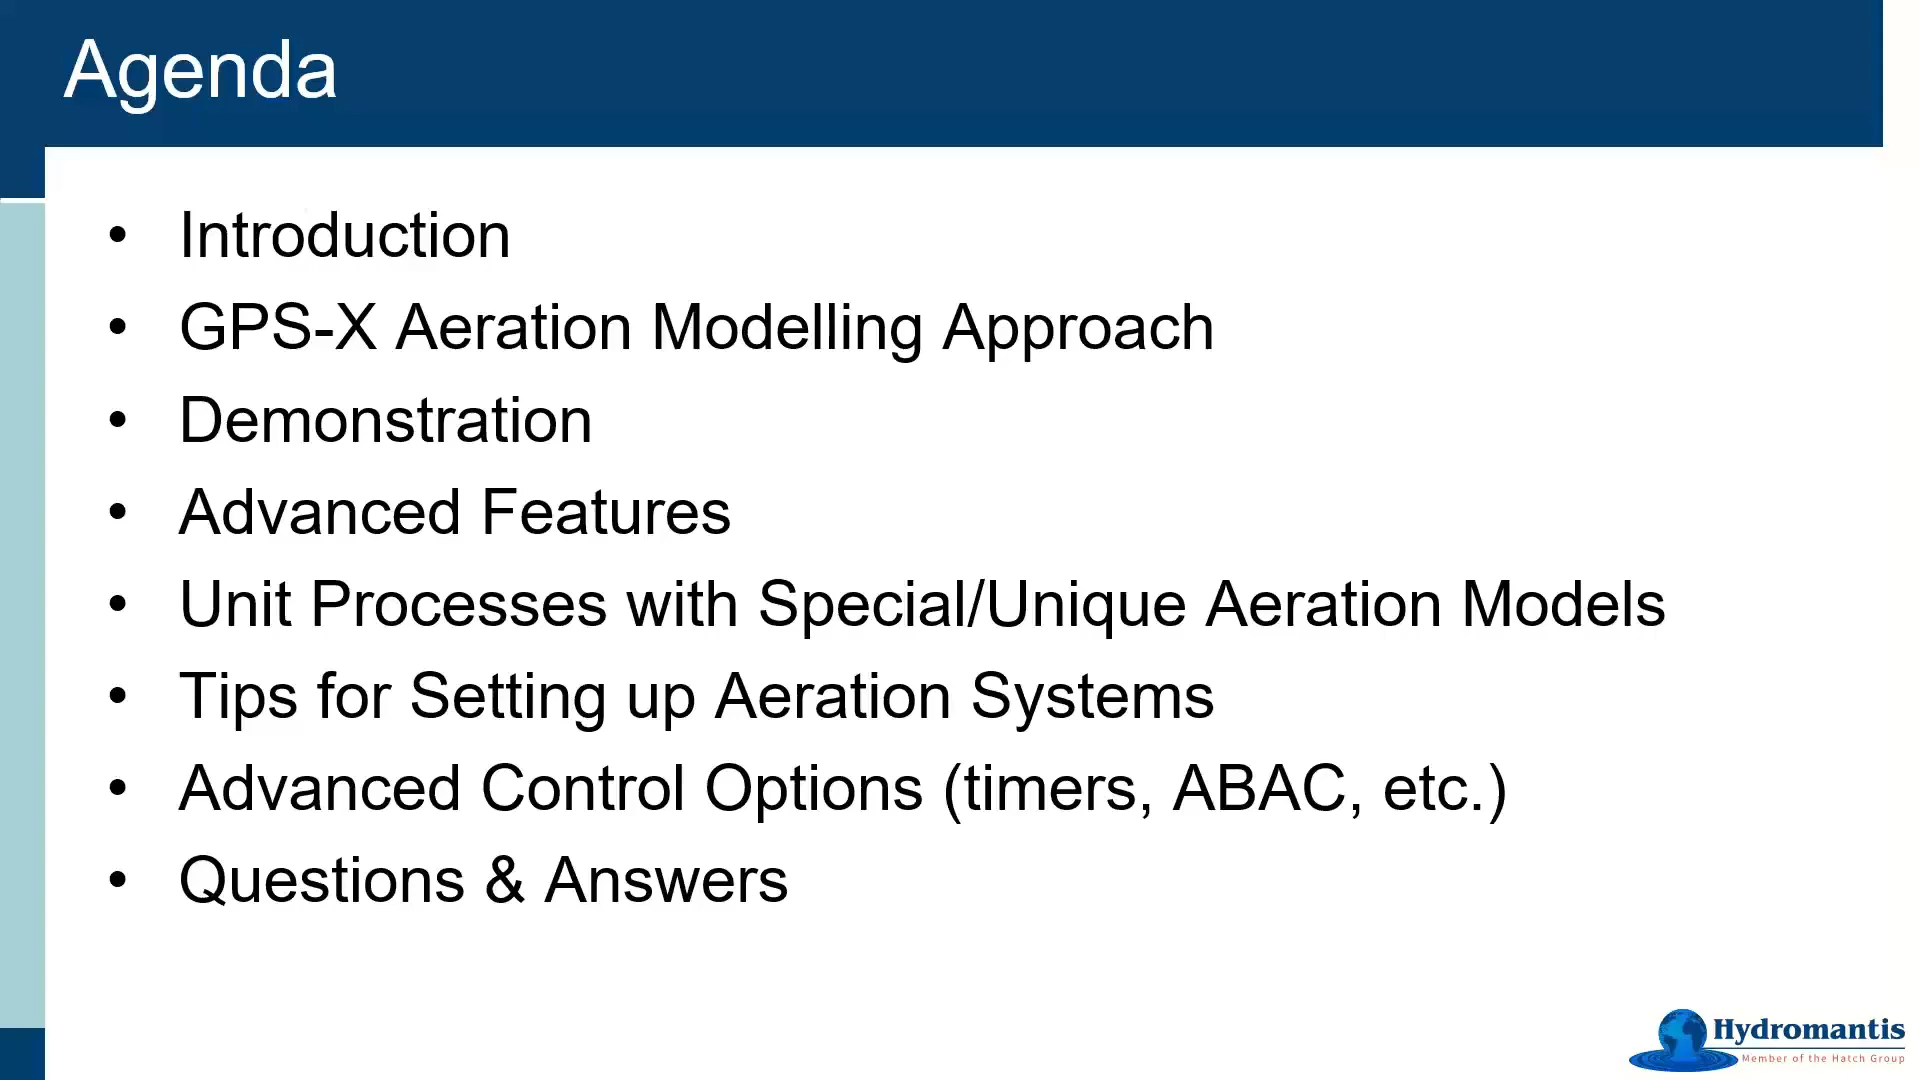 Agenda
• Introduction
• GPS-X Aeration Modelling Approach
• Demonstration
• Advanced Features
• Unit Processes with Special/Unique Aeration Models
• Tips for Setting up Aeration Systems
• Advanced Control Options (timers, ABAC, etc.)
• Questions & Answers
Hydromantis
Member of the Hatch Group